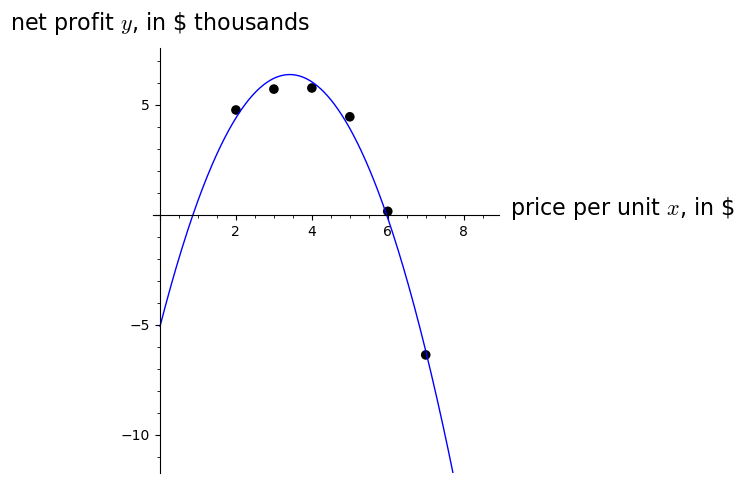 net profit y, in $ thousands
5
price per unit x, in $
2 4 6 8
−5
−10